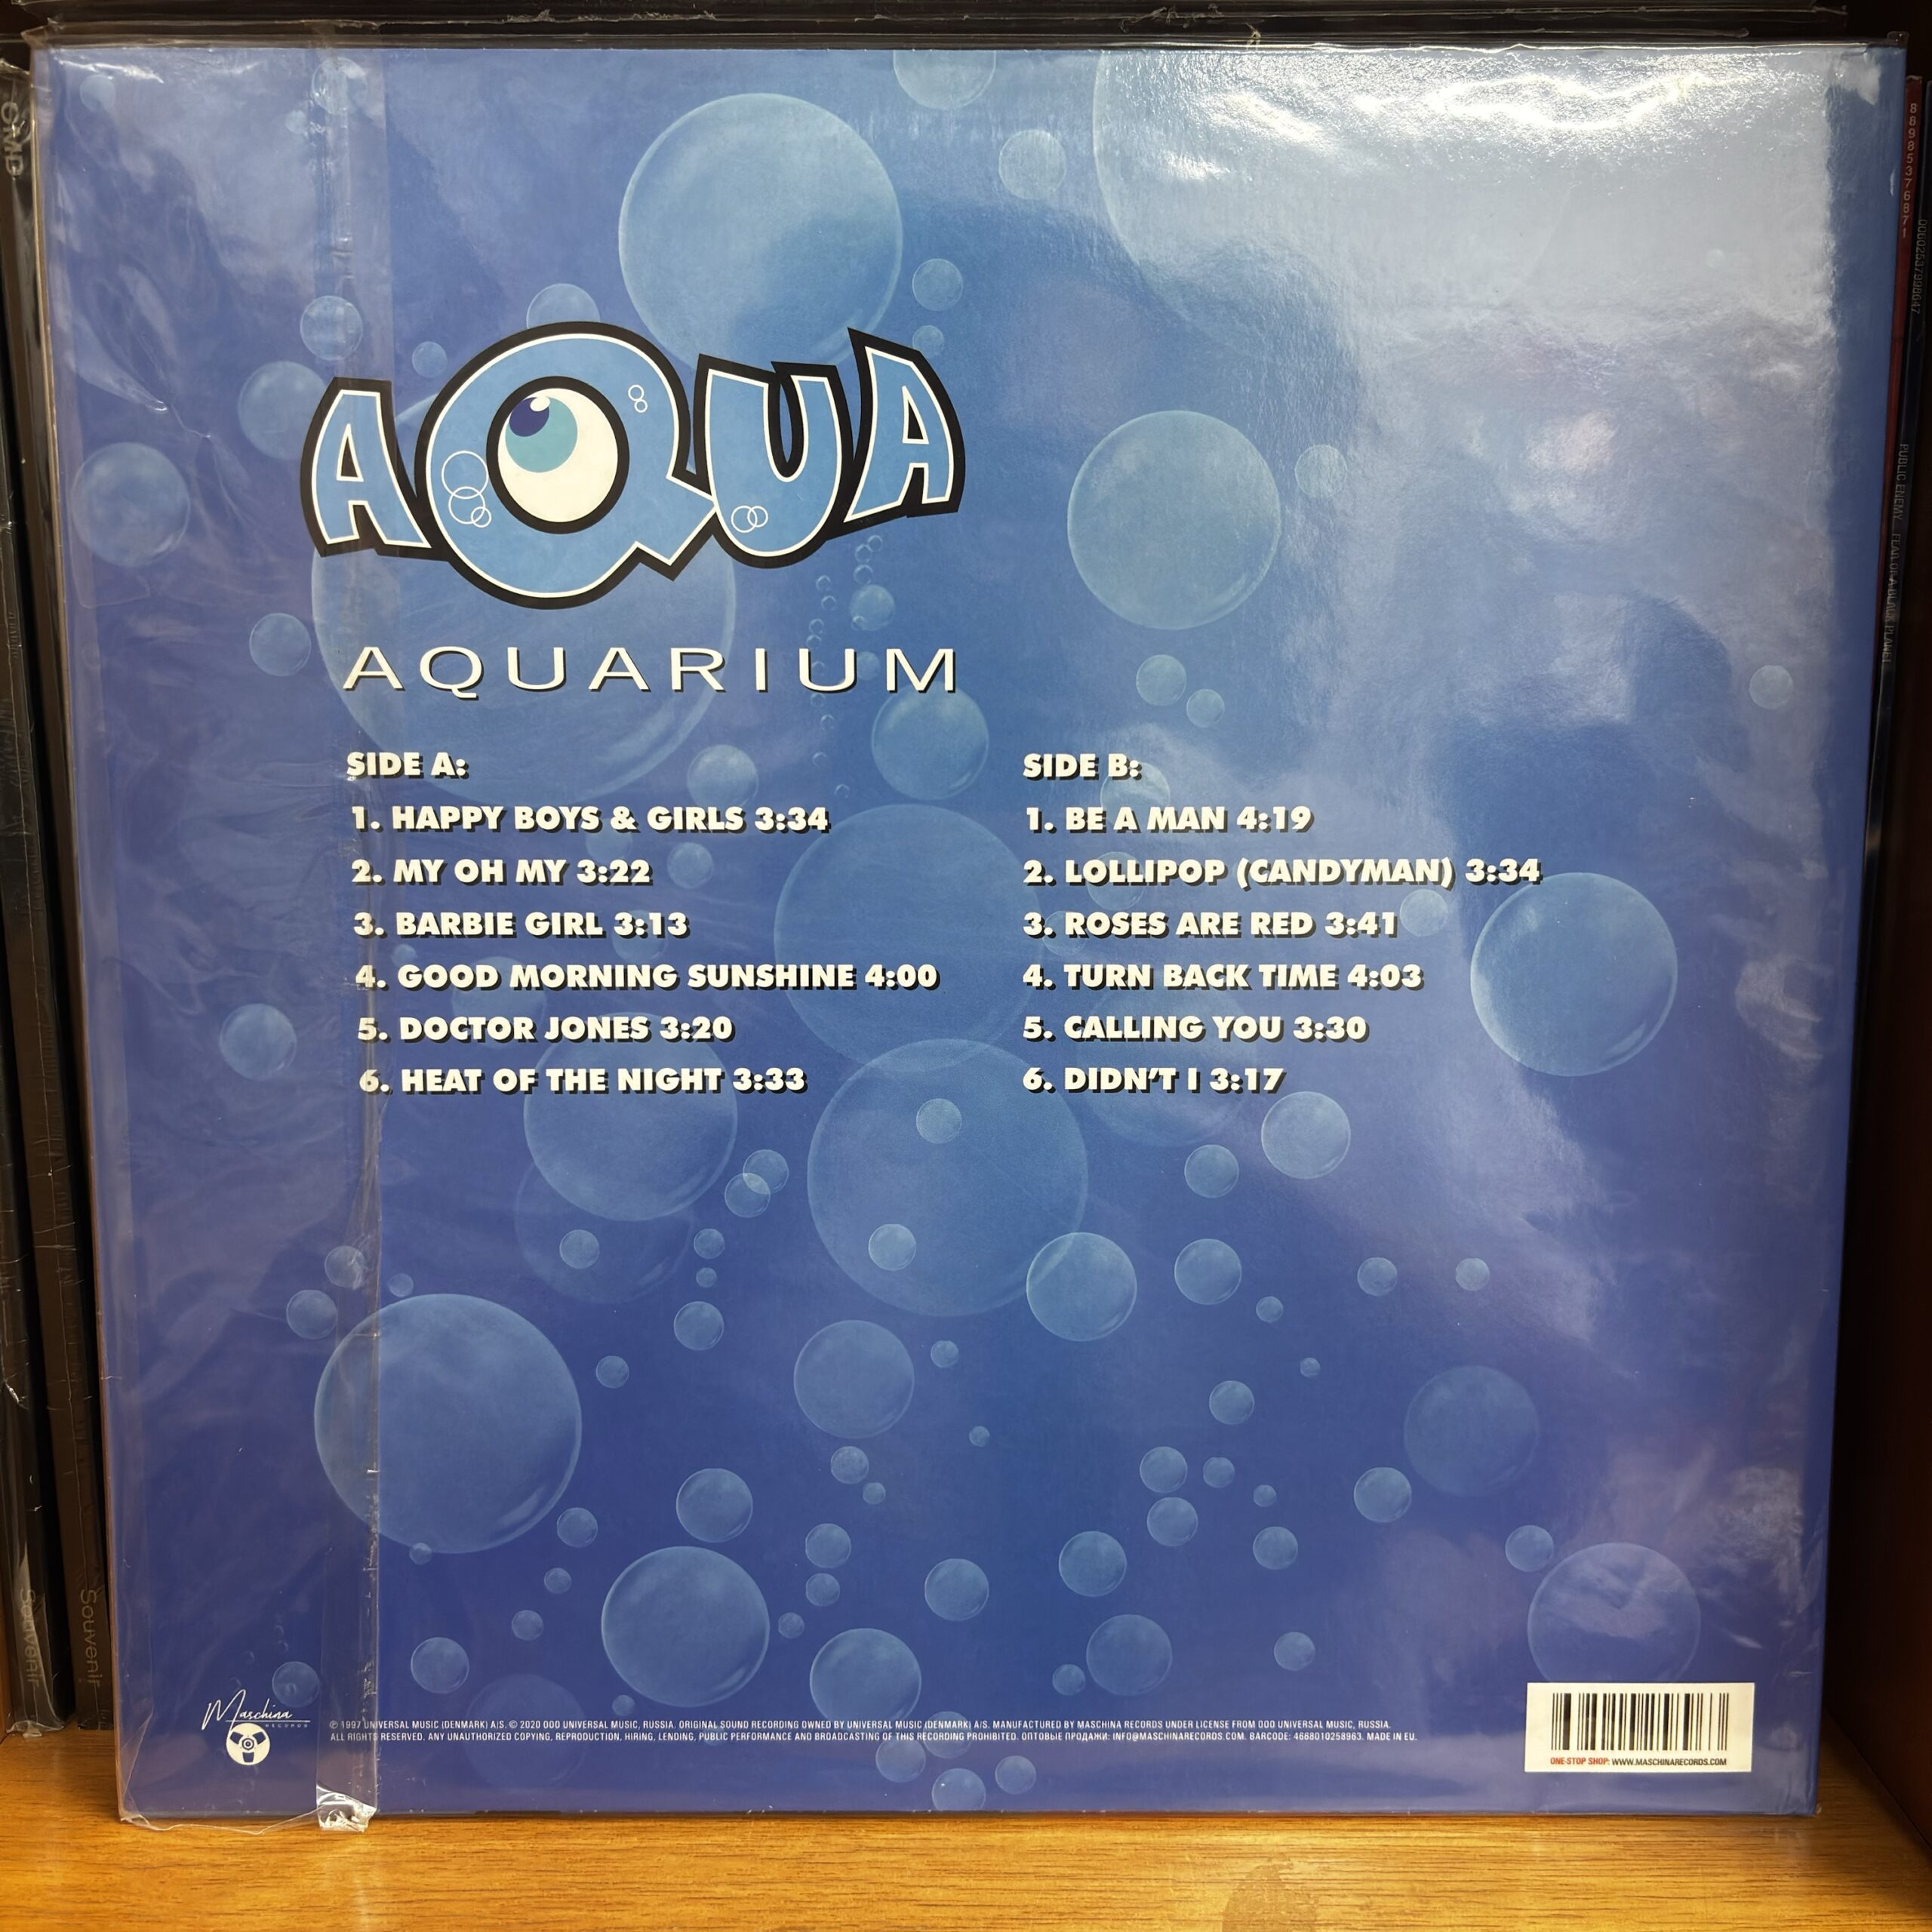 AQUA
AQUARIUM
SIDE A:
1. HAPPY BOYS & GIRLS 3:34
2. MY OH MY 3:22
3. BARBIE GIRL 3:13
4. GOOD MORNING SUNSHINE 4:00
5. DOCTOR JONES 3:20
6. HEAT OF THE NIGHT 3:33
SIDE B:
1. BE A MAN 4:19
2. LOLLIPOP (CANDYMAN) 3:34
3. ROSES ARE RED 3:41
4. TURN BACK TIME 4:03
5. CALLING YOU 3:30
6. DIDN'T I 3:17
Maschina
RECORDS
℗ 1997 UNIVERSAL MUSIC (DENMARK) A/S. © 2020 OOO UNIVERSAL MUSIC, RUSSIA. ORIGINAL SOUND RECORDING OWNED BY UNIVERSAL MUSIC (DENMARK) A/S. MANUFACTURED BY MASCHINA RECORDS UNDER LICENSE FROM OOO UNIVERSAL MUSIC, RUSSIA.
ALL RIGHTS RESERVED. ANY UNAUTHORIZED COPYING, REPRODUCTION, HIRING, LENDING, PUBLIC PERFORMANCE AND BROADCASTING OF THIS RECORDING PROHIBITED. ОПТОВЫЕ ПРОДАЖИ: INFO@MASCHINARECORDS.COM. BARCODE: 4668010258963. MADE IN EU.
ONE-STOP SHOP: WWW.MASCHINARECORDS.COM
Souvenir
Souvenir
88985376871
PUBLIC ENEMY FEAR OF A BLACK PLANET